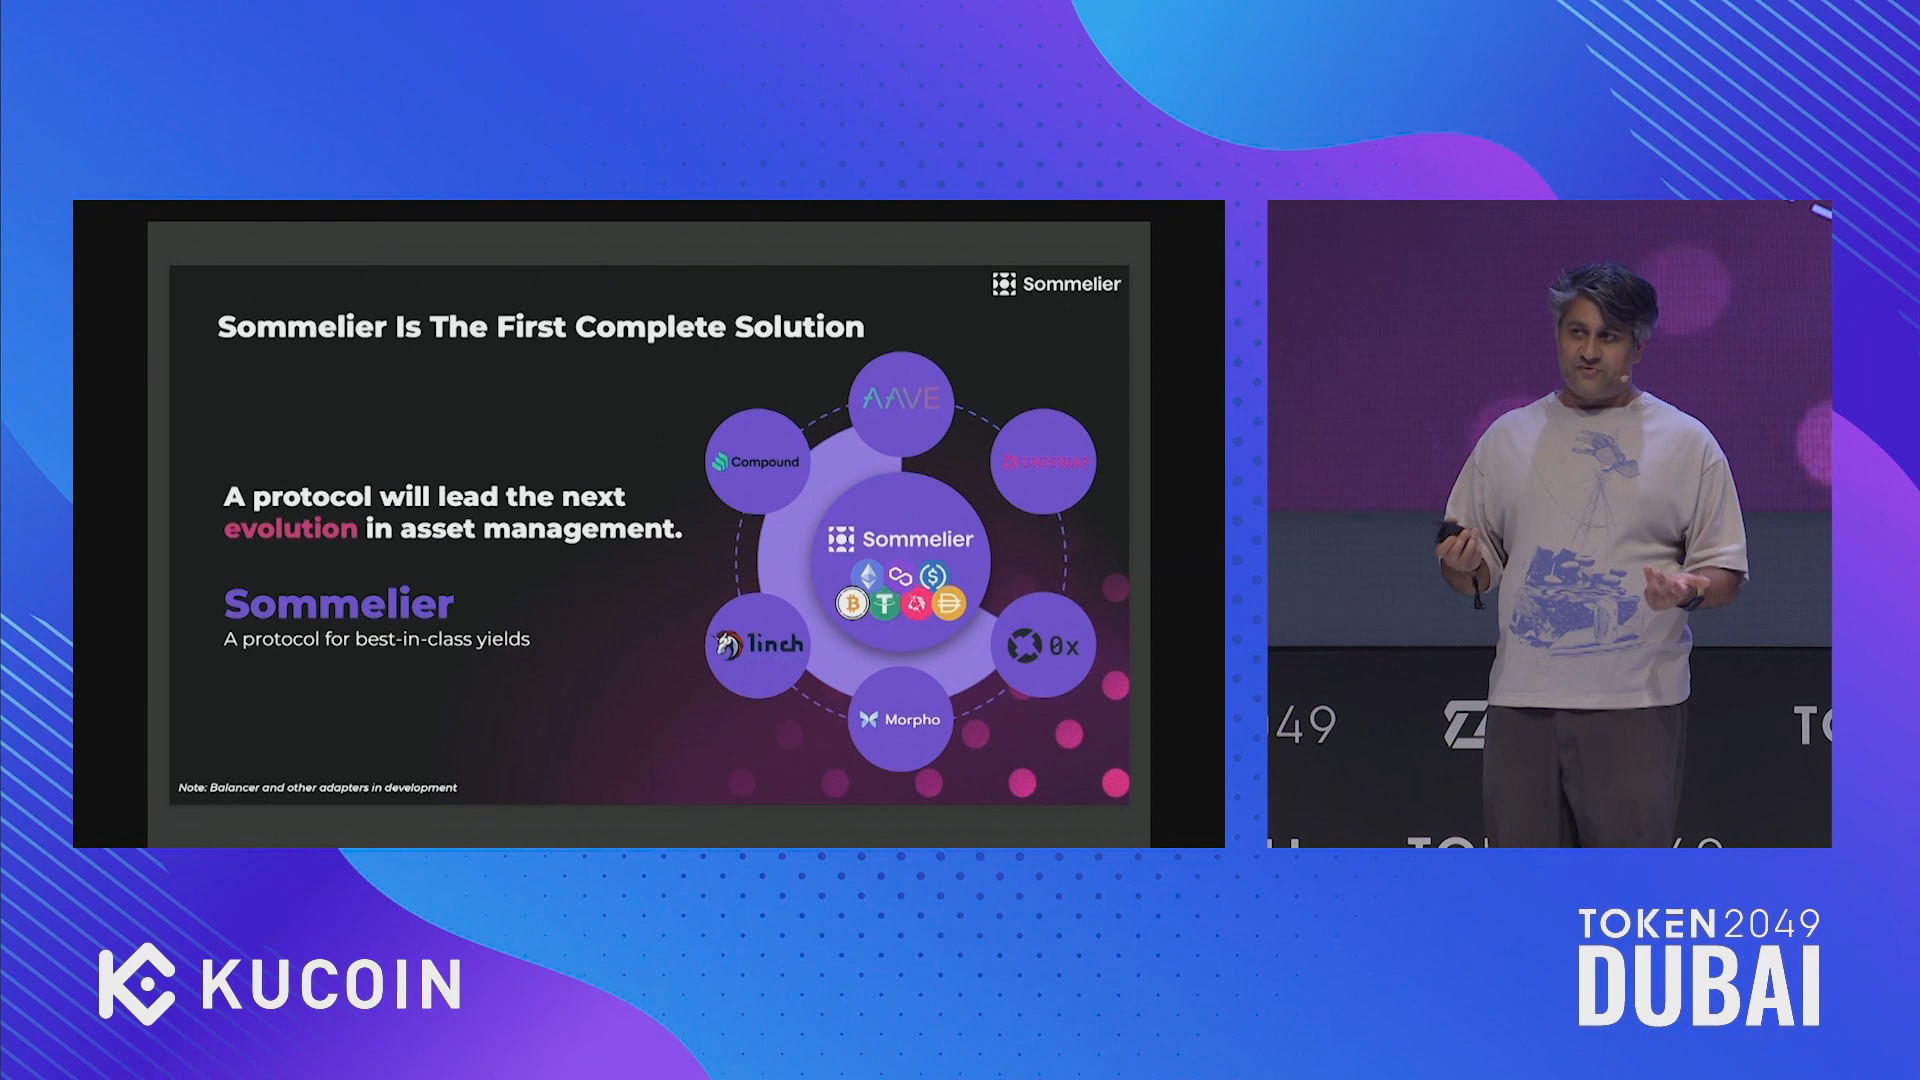 Sommelier
Sommelier Is The First Complete Solution
AAVE
Compound
UNISWAP
A protocol will lead the next
evolution in asset management.
Sommelier
Sommelier
A protocol for best-in-class yields
1inch
0x
Morpho
Note: Balancer and other adapters in development
049
T
TOKEN2049
DUBAI
KUCOIN